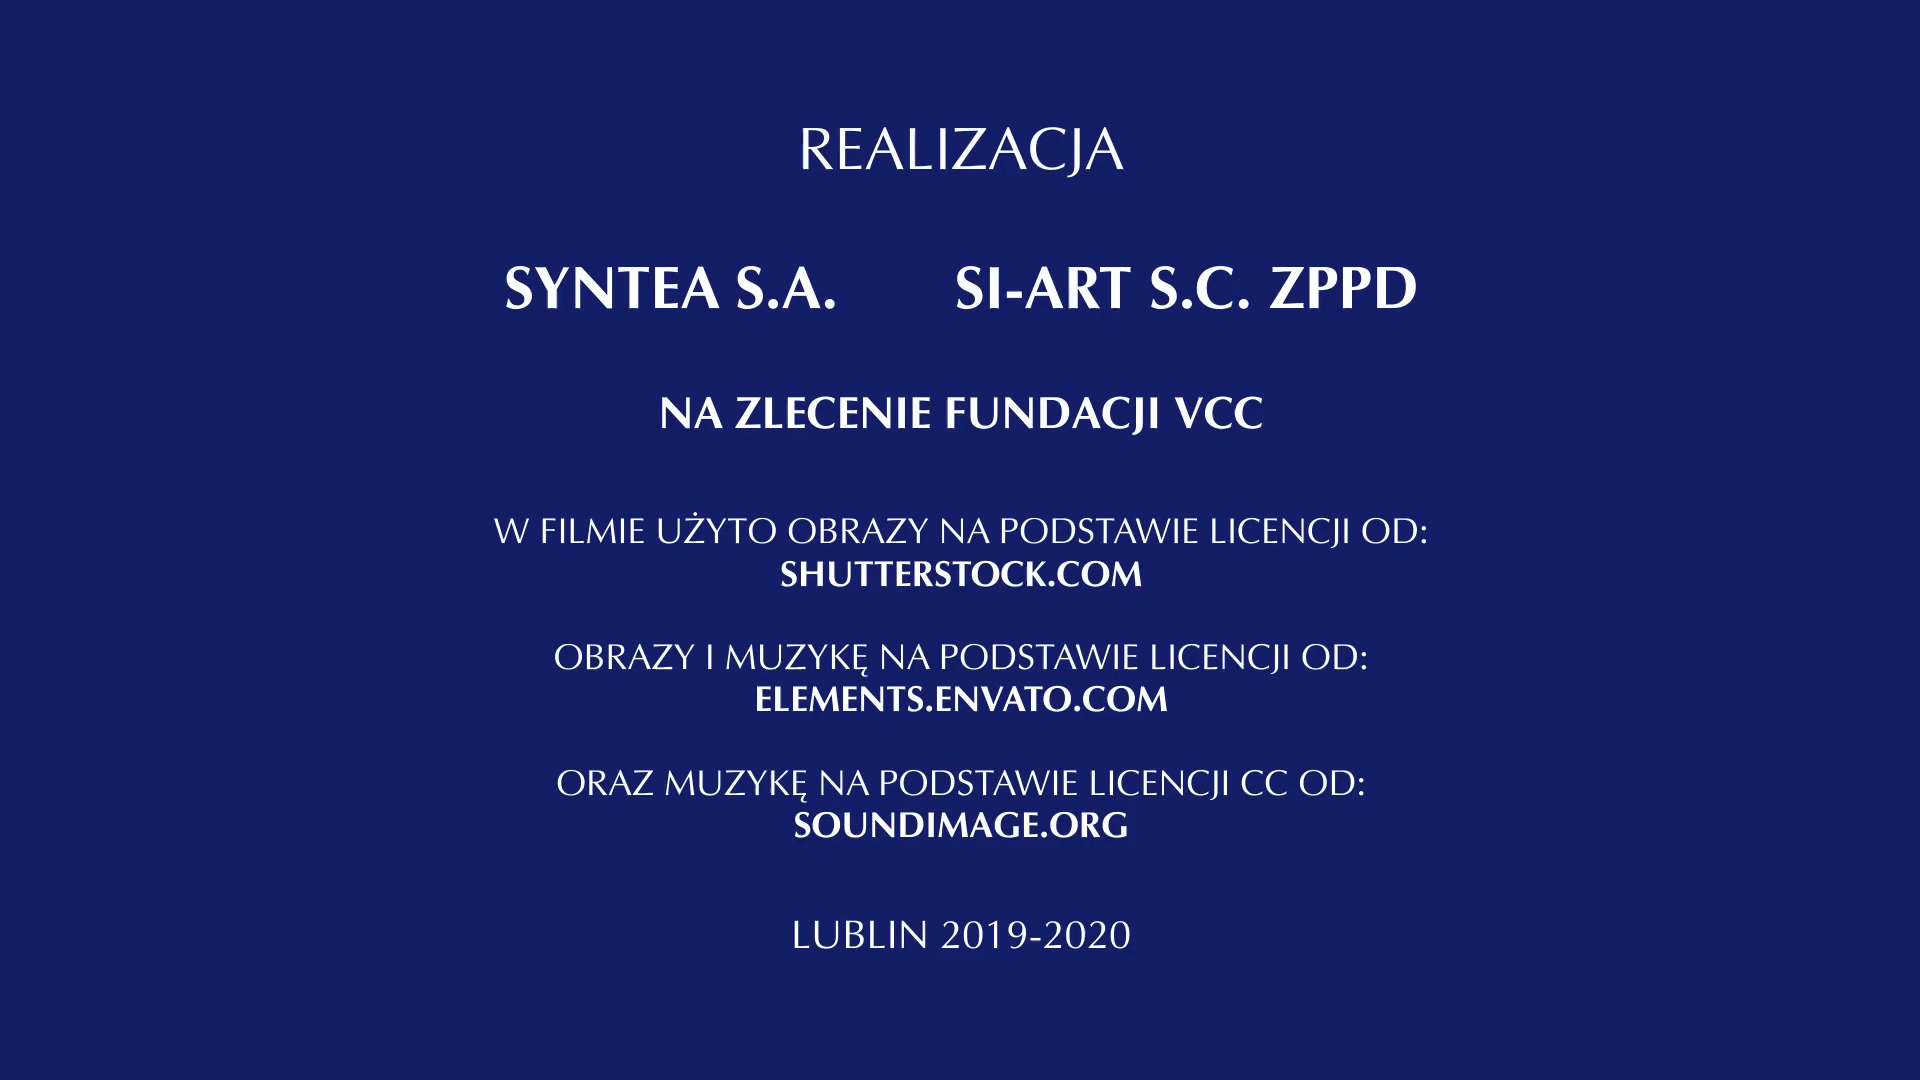 REALIZACJA
SYNTEA S.A. SI-ART S.C. ZPPD
NA ZLECENIE FUNDACJI VCC
W FILMIE UŻYTO OBRAZY NA PODSTAWIE LICENCJI OD:
SHUTTERSTOCK.COM
OBRAZY I MUZYKĘ NA PODSTAWIE LICENCJI OD:
ELEMENTS.ENVATO.COM
ORAZ MUZYKĘ NA PODSTAWIE LICENCJI CC OD:
SOUNDIMAGE.ORG
LUBLIN 2019-2020